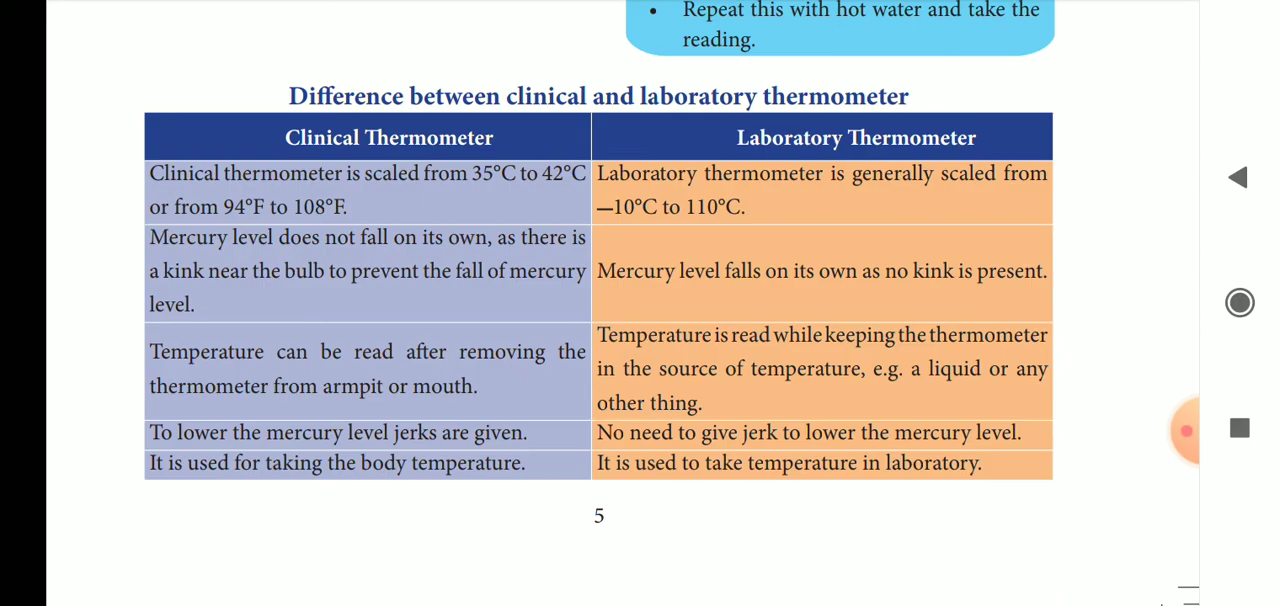 • Repeat this with hot water and take the
reading.
Difference between clinical and laboratory thermometer
Clinical Thermometer
Laboratory Thermometer
Clinical thermometer is scaled from 35°C to 42°C
or from 94°F to 108°F.
Laboratory thermometer is generally scaled from
—10°C to 110°C.
Mercury level does not fall on its own, as there is
a kink near the bulb to prevent the fall of mercury
level.
Mercury level falls on its own as no kink is present.
Temperature can be read after removing the
thermometer from armpit or mouth.
Temperature is read while keeping the thermometer
in the source of temperature, e.g. a liquid or any
other thing.
To lower the mercury level jerks are given.
No need to give jerk to lower the mercury level.
It is used for taking the body temperature.
It is used to take temperature in laboratory.
5